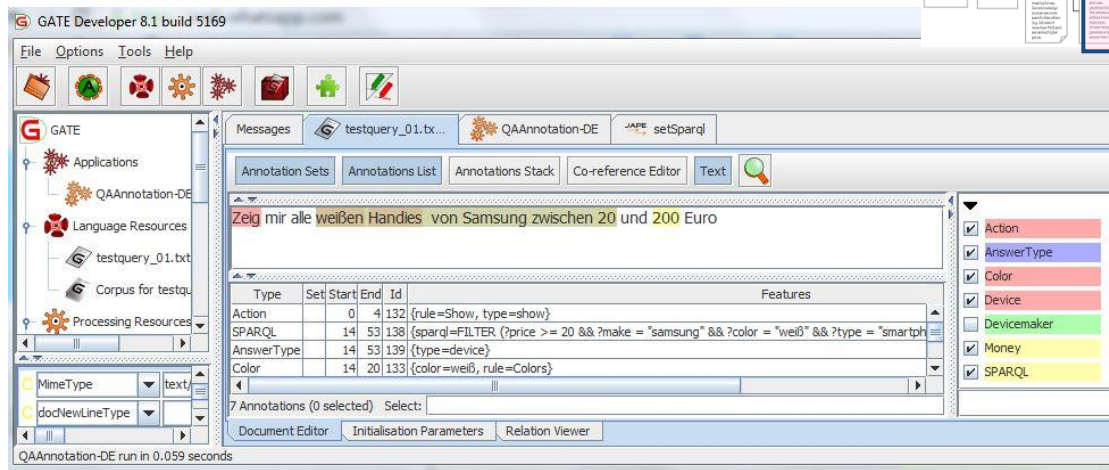 GATE Developer 8.1 build 5169
File Options Tools Help
GATE
Applications
QAAnnotation-DE
Language Resources
testquery_01.txt
Corpus for testqu
Processing Resources
MimeType text/
docNewLineType
Messages testquery_01.tx... QAAnnotation-DE JAPE setSparql
Annotation Sets Annotations List Annotations Stack Co-reference Editor Text
Zeig mir alle weißen Handies von Samsung zwischen 20 und 200 Euro
Type Set Start End Id Features
Action 0 4 132 {rule=Show, type=show}
SPARQL 14 53 138 {sparql=FILTER (?price >= 20 && ?make = "samsung" && ?color = "weiß" && ?type = "smartph
AnswerType 14 53 139 {type=device}
Color 14 20 133 {color=weiß, rule=Colors}
7 Annotations (0 selected) Select:
Document Editor Initialisation Parameters Relation Viewer
Action
AnswerType
Color
Device
Devicemaker
Money
SPARQL
QAAnnotation-DE run in 0.059 seconds